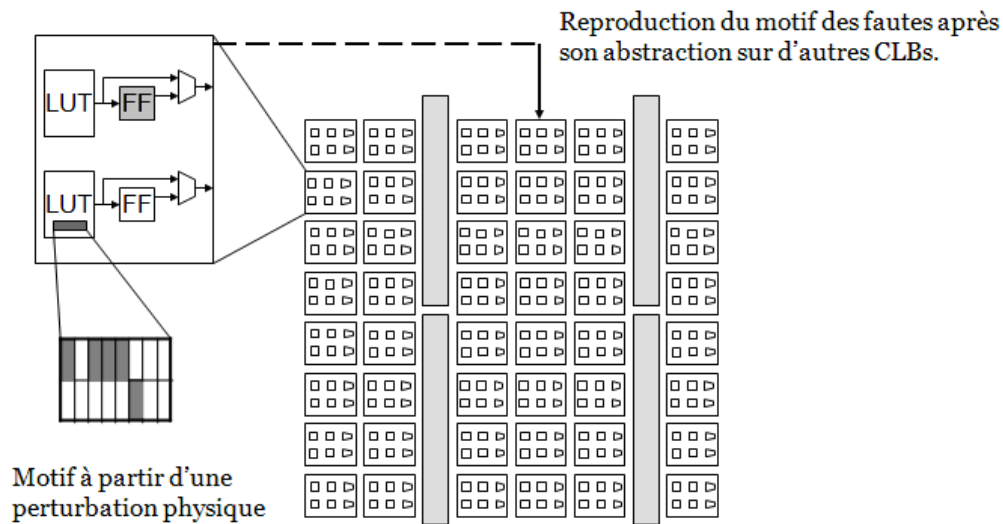 Reproduction du motif des fautes après
son abstraction sur d'autres CLBs.
LUT
FF
LUT
FF
Motif à partir d'une
perturbation physique